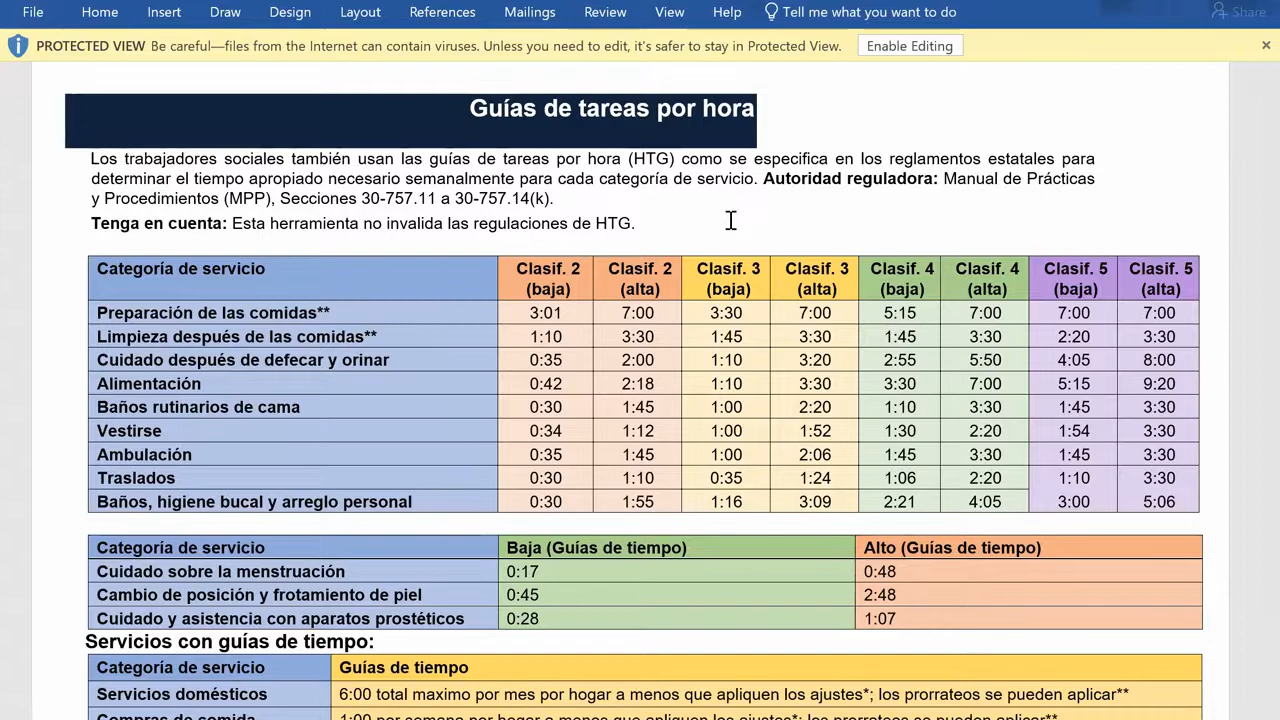 File Home Insert Draw Design Layout References Mailings Review View Help Tell me what you want to do Share
PROTECTED VIEW Be careful—files from the Internet can contain viruses. Unless you need to edit, it's safer to stay in Protected View. Enable Editing
Guías de tareas por hora
Los trabajadores sociales también usan las guías de tareas por hora (HTG) como se especifica en los reglamentos estatales para
determinar el tiempo apropiado necesario semanalmente para cada categoría de servicio. Autoridad reguladora: Manual de Prácticas
y Procedimientos (MPP), Secciones 30-757.11 a 30-757.14(k).
Tenga en cuenta: Esta herramienta no invalida las regulaciones de HTG.
Categoría de servicio Clasif. 2 (baja) Clasif. 2 (alta) Clasif. 3 (baja) Clasif. 3 (alta) Clasif. 4 (baja) Clasif. 4 (alta) Clasif. 5 (baja) Clasif. 5 (alta)
Preparación de las comidas** 3:01 7:00 3:30 7:00 5:15 7:00 7:00 7:00
Limpieza después de las comidas** 1:10 3:30 1:45 3:30 1:45 3:30 2:20 3:30
Cuidado después de defecar y orinar 0:35 2:00 1:10 3:20 2:55 5:50 4:05 8:00
Alimentación 0:42 2:18 1:10 3:30 3:30 7:00 5:15 9:20
Baños rutinarios de cama 0:30 1:45 1:00 2:20 1:10 3:30 1:45 3:30
Vestirse 0:34 1:12 1:00 1:52 1:30 2:20 1:54 3:30
Ambulación 0:35 1:45 1:00 2:06 1:45 3:30 1:45 3:30
Traslados 0:30 1:10 0:35 1:24 1:06 2:20 1:10 3:30
Baños, higiene bucal y arreglo personal 0:30 1:55 1:16 3:09 2:21 4:05 3:00 5:06
Categoría de servicio Baja (Guías de tiempo) Alto (Guías de tiempo)
Cuidado sobre la menstruación 0:17 0:48
Cambio de posición y frotamiento de piel 0:45 2:48
Cuidado y asistencia con aparatos prostéticos 0:28 1:07
Servicios con guías de tiempo:
Categoría de servicio Guías de tiempo
Servicios domésticos 6:00 total maximo por mes por hogar a menos que apliquen los ajustes*; los prorrateos se pueden aplicar**
Compras de comida 1:00 por semana por hogar a menos que apliquen los ajustes*; los prorrateos se pueden aplicar**